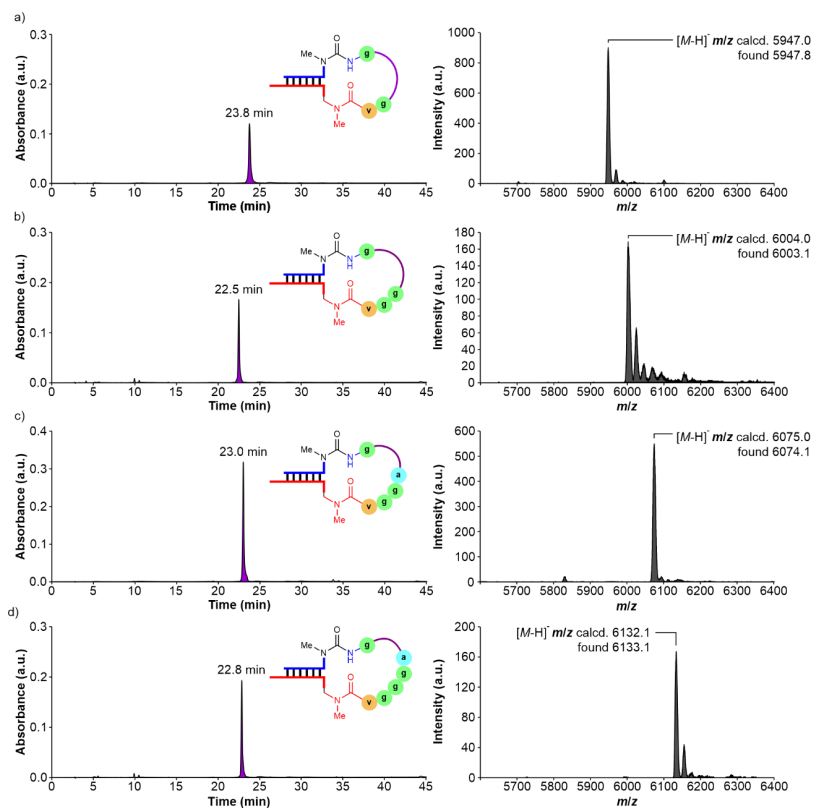 a)
Absorbance (a.u.)
0.3
0.2
0.1
0.0
23.8 min
0 5 10 15 20 25 30 35 40 45
Time (min)
Me
N
O
NH
g
O
N
Me
v
g
Intensity (a.u.)
1000
800
600
400
200
0
[M-H]⁻ m/z calcd. 5947.0
found 5947.8
5700 5800 5900 6000 6100 6200 6300 6400
m/z
b)
Absorbance (a.u.)
0.3
0.2
0.1
0.0
22.5 min
0 5 10 15 20 25 30 35 40 45
Time (min)
Me
N
O
NH
g
O
N
Me
v
g
g
Intensity (a.u.)
180
160
140
120
100
80
60
40
20
0
[M-H]⁻ m/z calcd. 6004.0
found 6003.1
5700 5800 5900 6000 6100 6200 6300 6400
m/z
c)
Absorbance (a.u.)
0.4
0.3
0.2
0.1
0.0
23.0 min
0 5 10 15 20 25 30 35 40 45
Time (min)
Me
N
O
NH
g
a
O
N
Me
v
g
g
Intensity (a.u.)
600
500
400
300
200
100
0
[M-H]⁻ m/z calcd. 6075.0
found 6074.1
5700 5800 5900 6000 6100 6200 6300 6400
m/z
d)
Absorbance (a.u.)
0.3
0.2
0.1
0.0
22.8 min
0 5 10 15 20 25 30 35 40 45
Time (min)
Me
N
O
NH
g
a
g
O
N
Me
v
g
g
Intensity (a.u.)
200
160
120
80
40
0
[M-H]⁻ m/z calcd. 6132.1
found 6133.1
5600 5700 5800 5900 6000 6100 6200 6300 6400
m/z